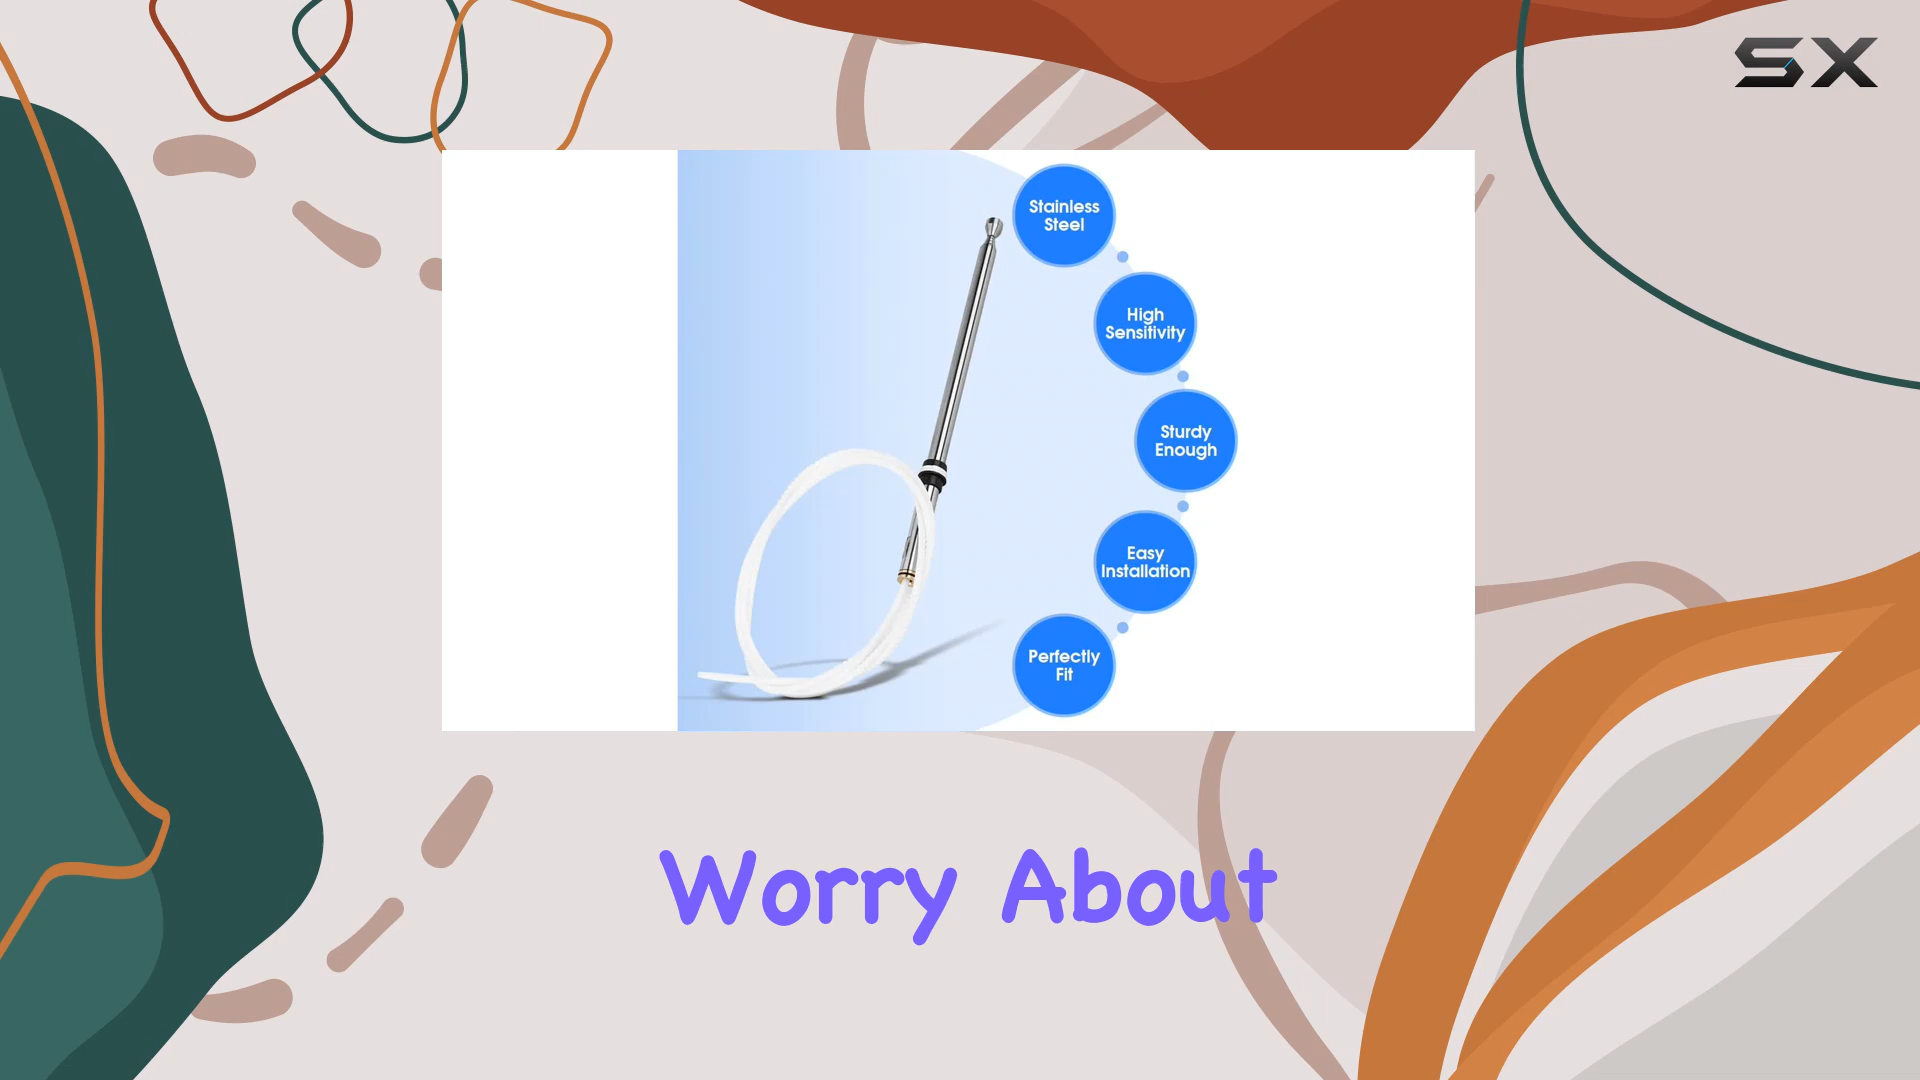 SX
Stainless
Steel
High
Sensitivity
Sturdy
Enough
Easy
Installation
Perfectly
Fit
Worry About